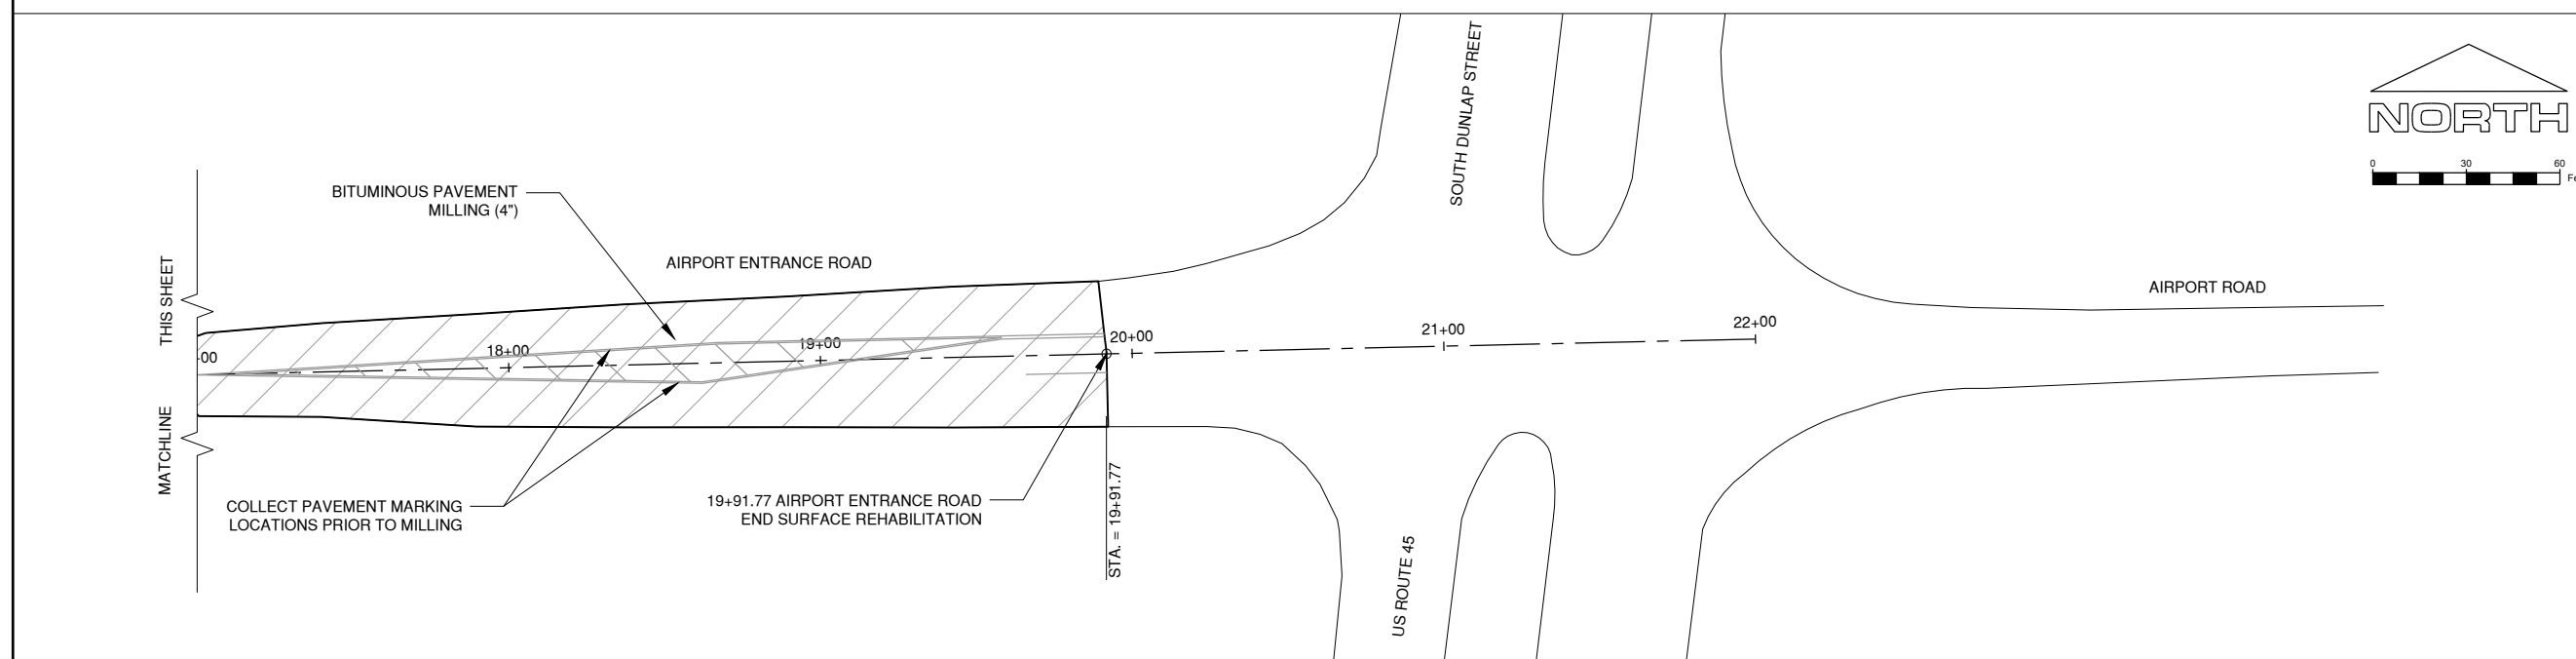 SOUTH DUNLAP STREET
NORTH
0 30 60
BITUMINOUS PAVEMENT
MILLING (4")
AIRPORT ENTRANCE ROAD
AIRPORT ROAD
THIS SHEET
MATCHLINE
-00
18+00
19+00
20+00
21+00
22+00
COLLECT PAVEMENT MARKING
LOCATIONS PRIOR TO MILLING
19+91.77 AIRPORT ENTRANCE ROAD
END SURFACE REHABILITATION
STA. = 19+91.77
US ROUTE 45